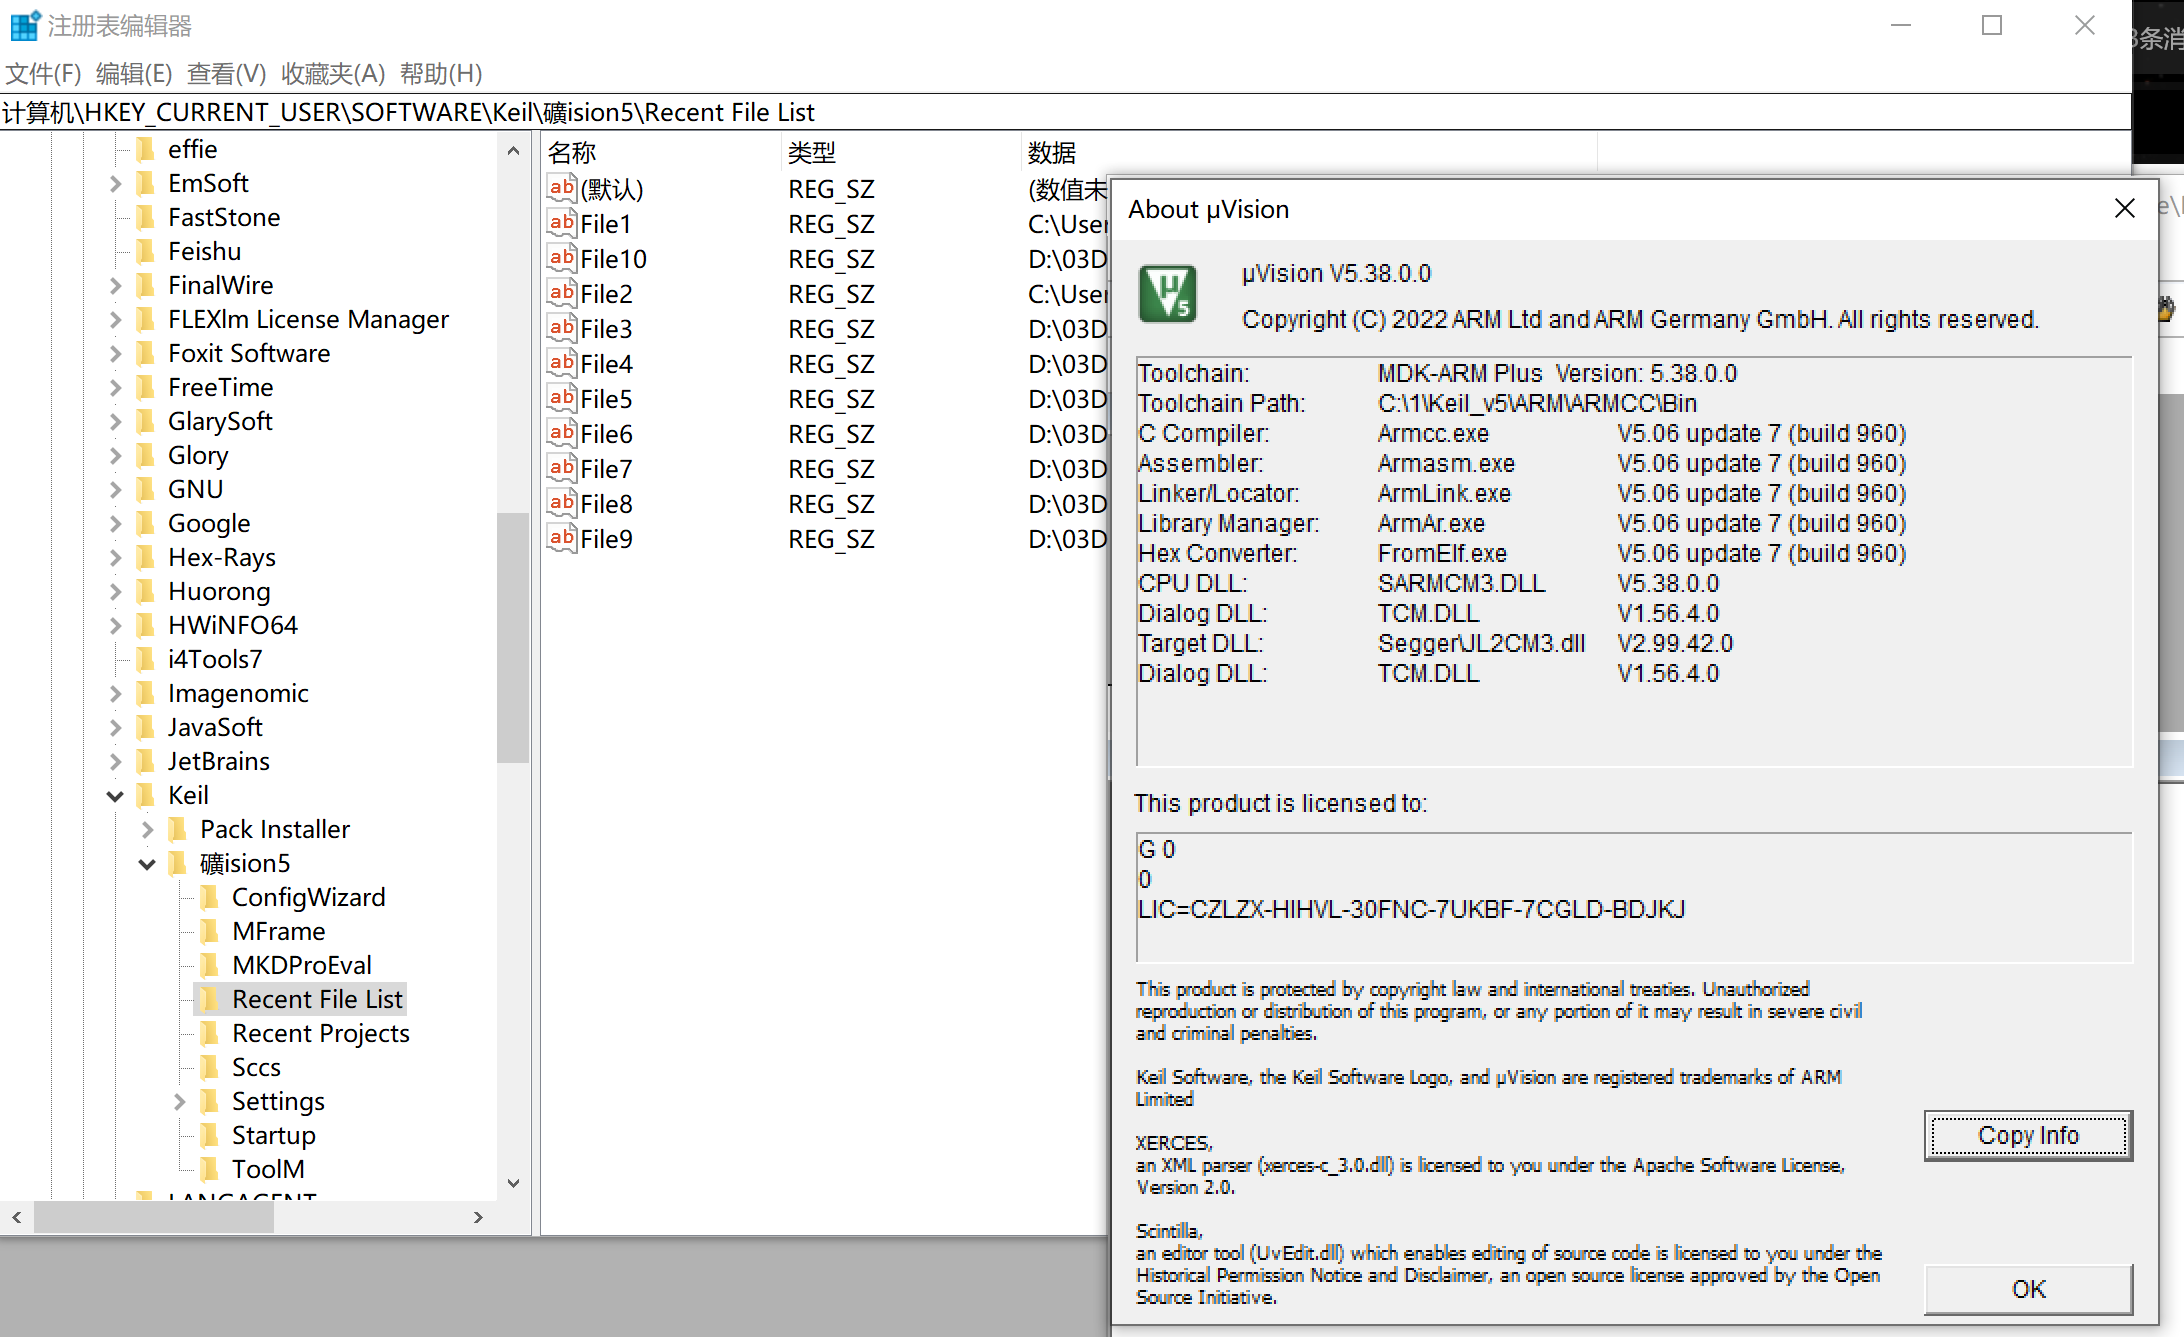 注册表编辑器
文件(F) 编辑(E) 查看(V) 收藏夹(A) 帮助(H)
计算机\HKEY_CURRENT_USER\SOFTWARE\Keil\礦ision5\Recent File List
effie
EmSoft
FastStone
Feishu
FinalWire
FLEXlm License Manager
Foxit Software
FreeTime
GlarySoft
Glory
GNU
Google
Hex-Rays
Huorong
HWiNFO64
i4Tools7
Imagenomic
JavaSoft
JetBrains
Keil
Pack Installer
礦ision5
ConfigWizard
MFrame
MKDProEval
Recent File List
Recent Projects
Sccs
Settings
Startup
ToolM
名称 类型 数据
(默认) REG_SZ (数值未
File1 REG_SZ C:\User
File10 REG_SZ D:\03D
File2 REG_SZ C:\User
File3 REG_SZ D:\03D
File4 REG_SZ D:\03D
File5 REG_SZ D:\03D
File6 REG_SZ D:\03D
File7 REG_SZ D:\03D
File8 REG_SZ D:\03D
File9 REG_SZ D:\03D
About µVision
µVision V5.38.0.0
Copyright (C) 2022 ARM Ltd and ARM Germany GmbH. All rights reserved.
Toolchain: MDK-ARM Plus Version: 5.38.0.0
Toolchain Path: C:\1\Keil_v5\ARM\ARMCC\Bin
C Compiler: Armcc.exe V5.06 update 7 (build 960)
Assembler: Armasm.exe V5.06 update 7 (build 960)
Linker/Locator: ArmLink.exe V5.06 update 7 (build 960)
Library Manager: ArmAr.exe V5.06 update 7 (build 960)
Hex Converter: FromElf.exe V5.06 update 7 (build 960)
CPU DLL: SARMCM3.DLL V5.38.0.0
Dialog DLL: TCM.DLL V1.56.4.0
Target DLL: Segger\JL2CM3.dll V2.99.42.0
Dialog DLL: TCM.DLL V1.56.4.0
This product is licensed to:
G 0
0
LIC=CZLZX-HIHVL-30FNC-7UKBF-7CGLD-BDJKJ
This product is protected by copyright law and international treaties. Unauthorized
reproduction or distribution of this program, or any portion of it may result in severe civil
and criminal penalties.
Keil Software, the Keil Software Logo, and µVision are registered trademarks of ARM
Limited
XERCES,
an XML parser (xerces-c_3.0.dll) is licensed to you under the Apache Software License,
Version 2.0.
Scintilla,
an editor tool (UvEdit.dll) which enables editing of source code is licensed to you under the
Historical Permission Notice and Disclaimer, an open source license approved by the Open
Source Initiative.
Copy Info
OK